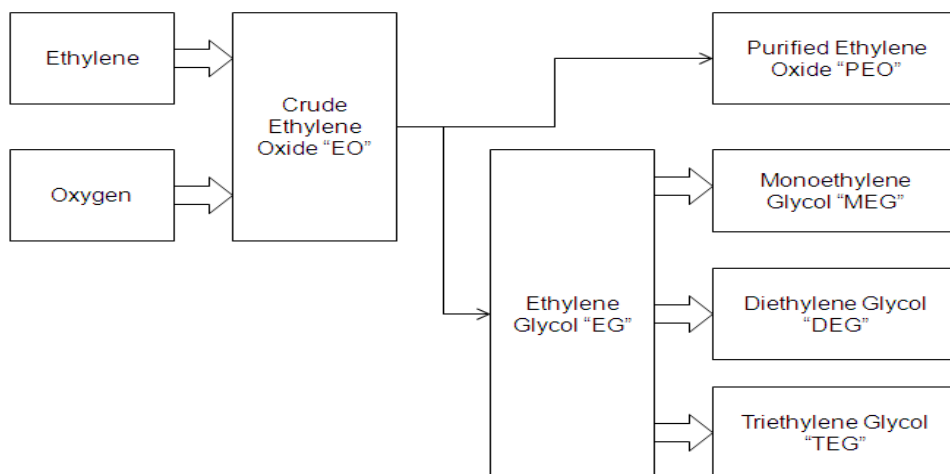 Ethylene
Oxygen
Crude
Ethylene
Oxide “EO”
Purified Ethylene
Oxide “PEO”
Ethylene
Glycol “EG”
Monoethylene
Glycol “MEG”
Diethylene Glycol
“DEG”
Triethylene Glycol
“TEG”